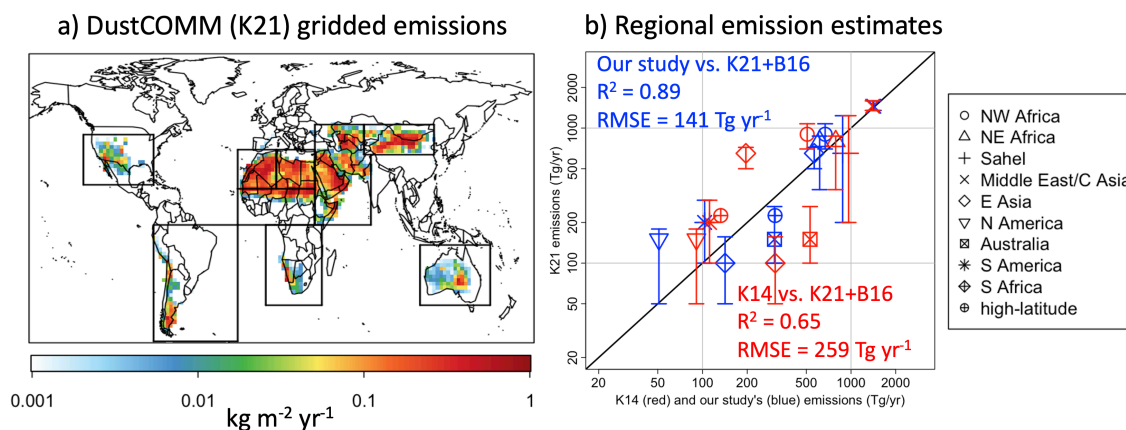 a) DustCOMM (K21) gridded emissions
0.001
0.01
0.1
1
kg m⁻² yr⁻¹
b) Regional emission estimates
Our study vs. K21+B16
R² = 0.89
RMSE = 141 Tg yr⁻¹
K14 vs. K21+B16
R² = 0.65
RMSE = 259 Tg yr⁻¹
K21 emissions (Tg/yr)
2000
1000
500
200
100
50
20
20
50
100
200
500
1000
2000
K14 (red) and our study's (blue) emissions (Tg/yr)
NW Africa
NE Africa
Sahel
Middle East/C Asia
E Asia
N America
Australia
S America
S Africa
high-latitude